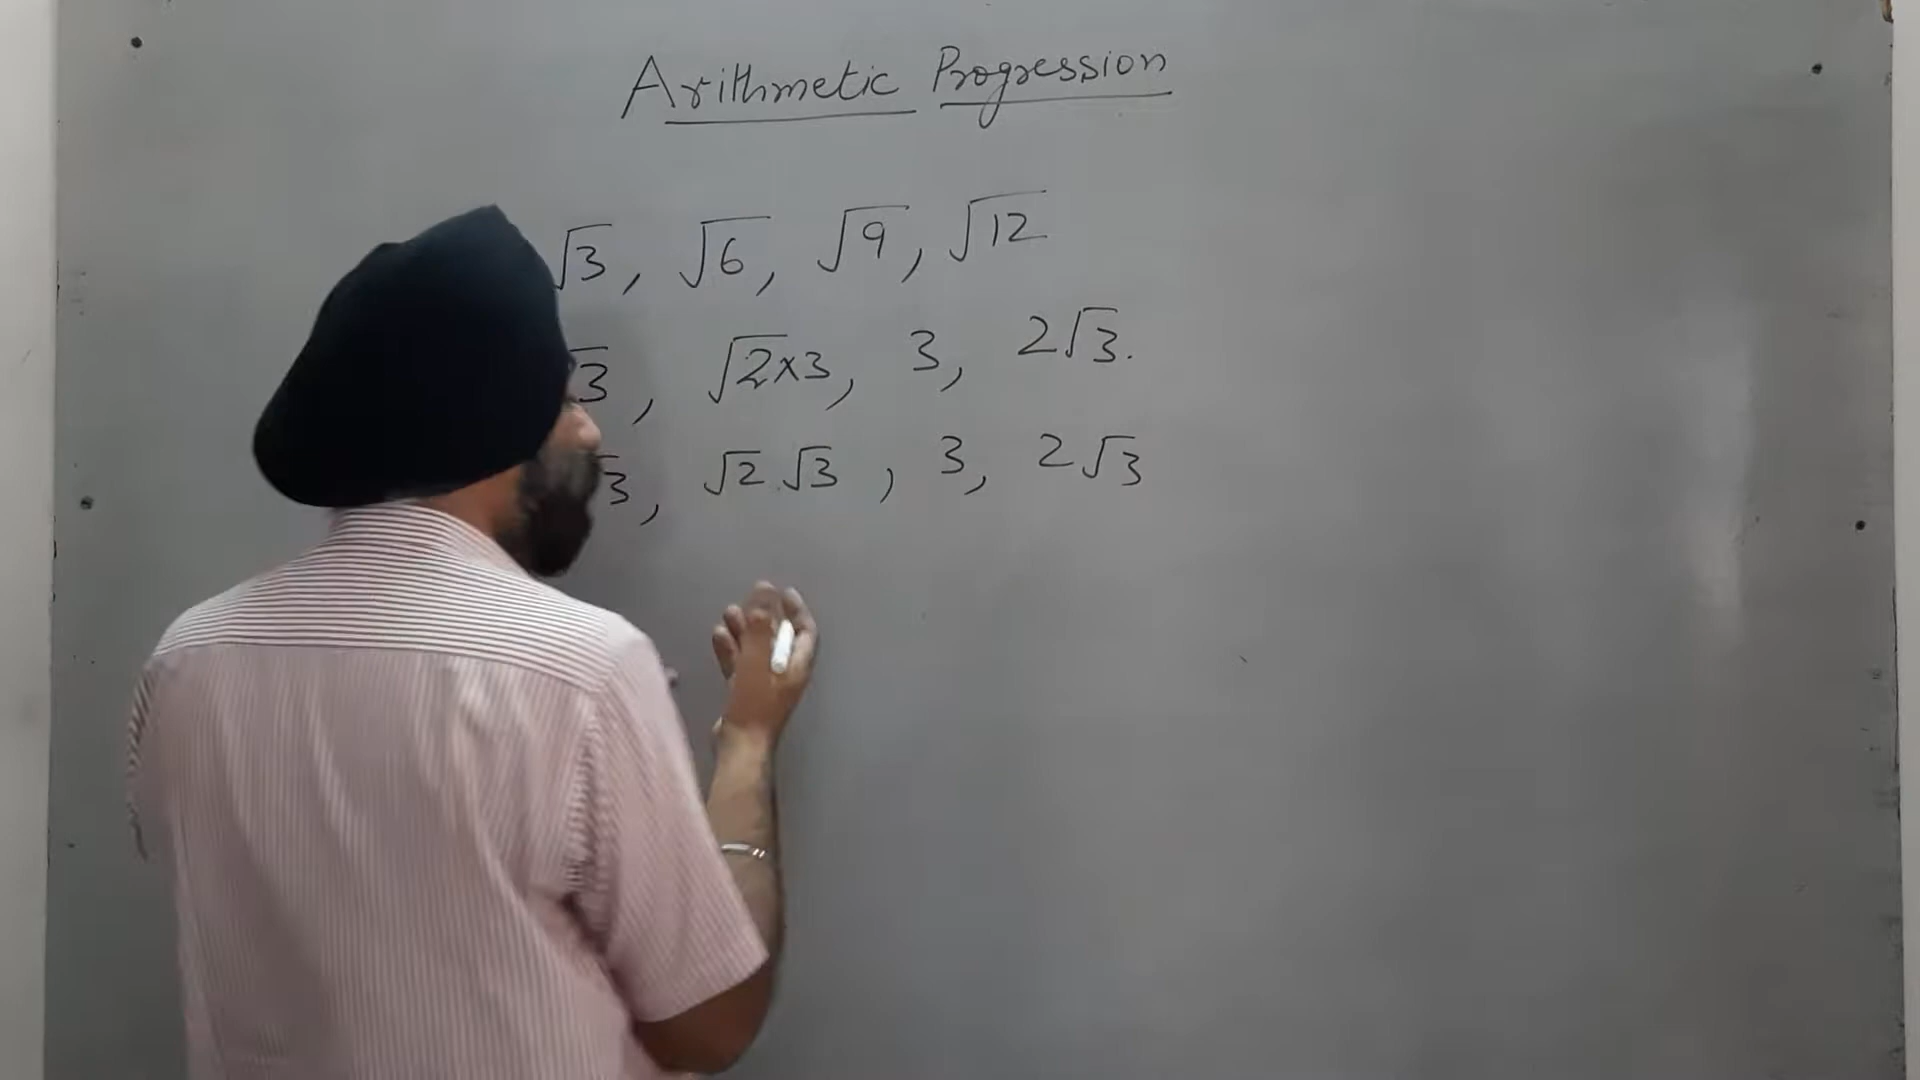 Arithmetic Progression
√3, √6, √9, √12
√3, √2×3, 3, 2√3.
√3, √2 √3, 3, 2√3